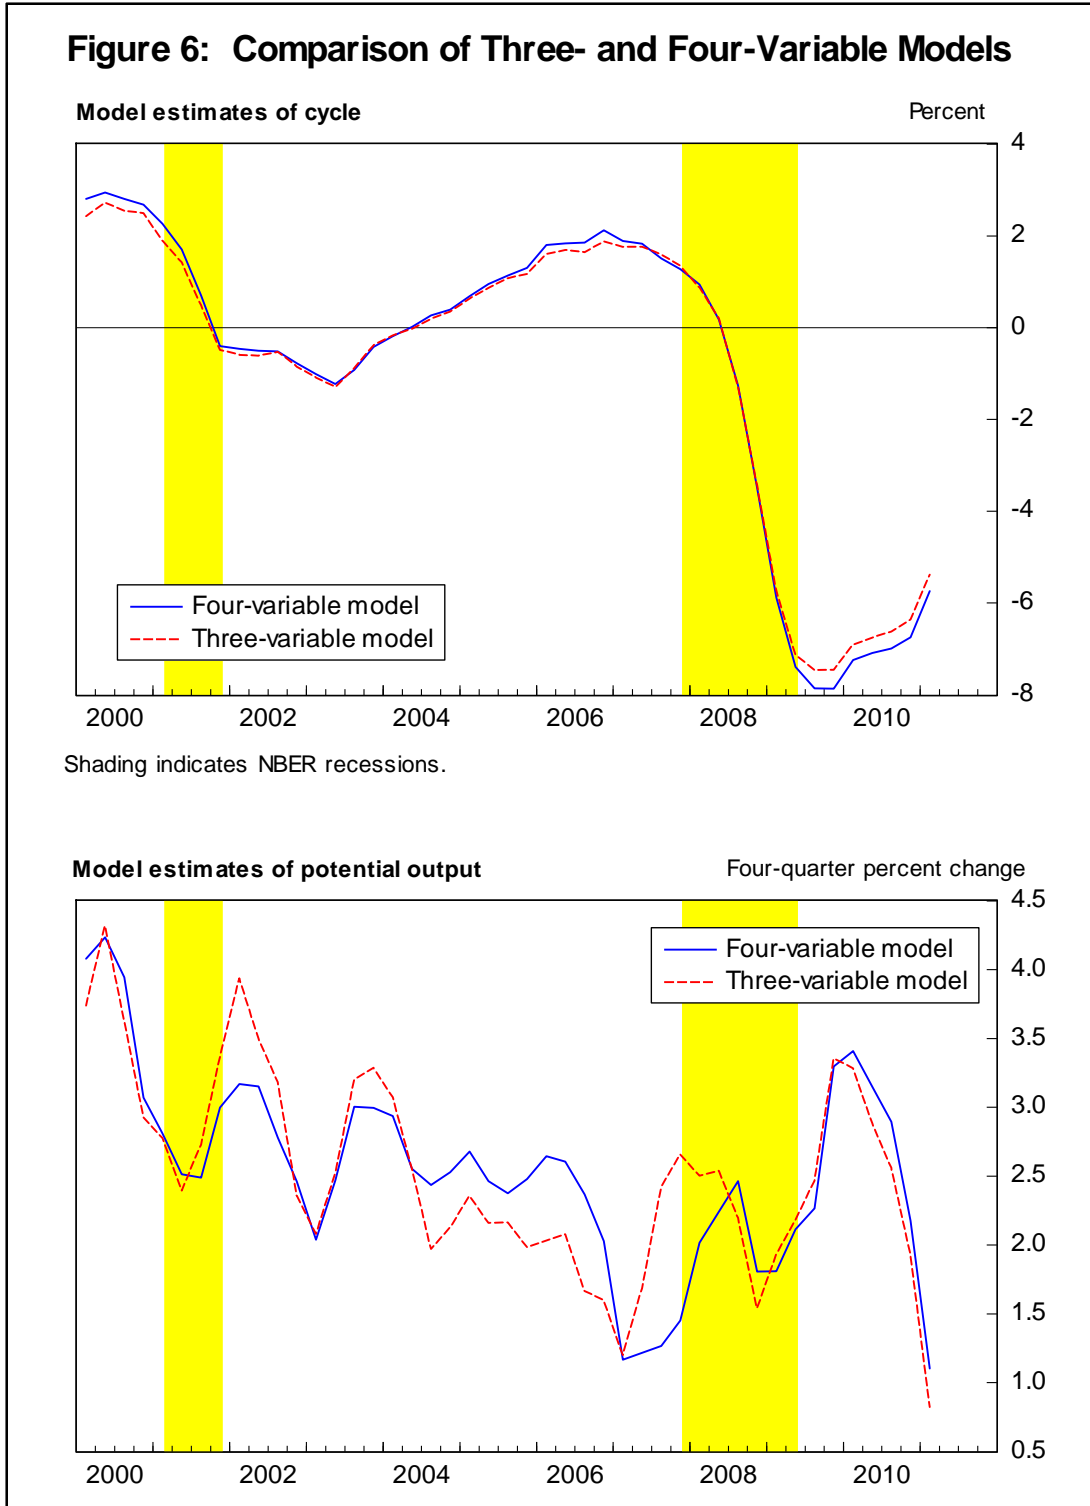 Figure 6: Comparison of Three- and Four-Variable Models
Model estimates of cycle
Percent
4
2
0
-2
-4
-6
-8
Four-variable model
Three-variable model
2000 2002 2004 2006 2008 2010
Shading indicates NBER recessions.
Model estimates of potential output
Four-quarter percent change
4.5
4.0
3.5
3.0
2.5
2.0
1.5
1.0
0.5
Four-variable model
Three-variable model
2000 2002 2004 2006 2008 2010